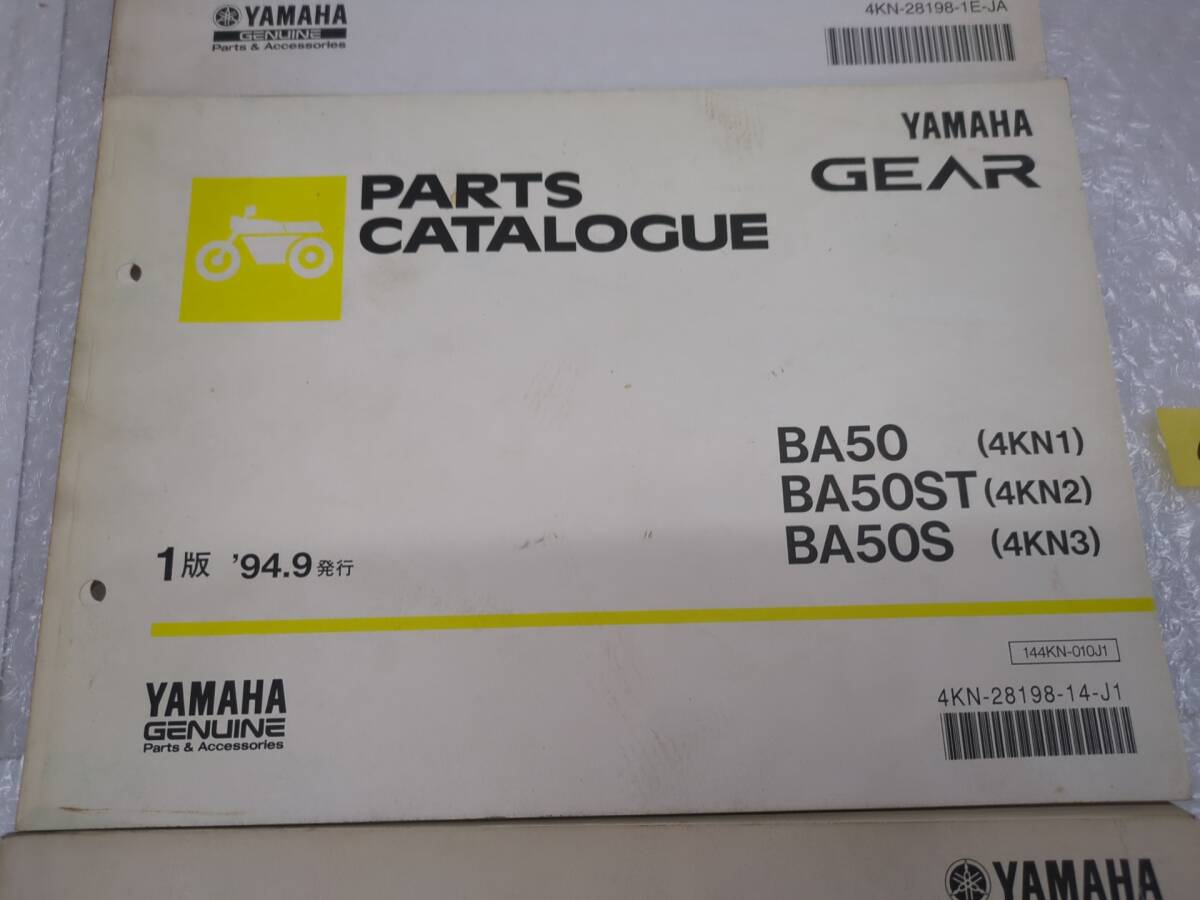 YAMAHA
GENUINE
Parts & Accessories
4KN-28198-1E-JA
YAMAHA
GEAR
PARTS
CATALOGUE
BA50 (4KN1)
BA50ST (4KN2)
BA50S (4KN3)
1版 '94.9発行
144KN-010J1
YAMAHA
GENUINE
Parts & Accessories
4KN-28198-14-J1
YAMAHA